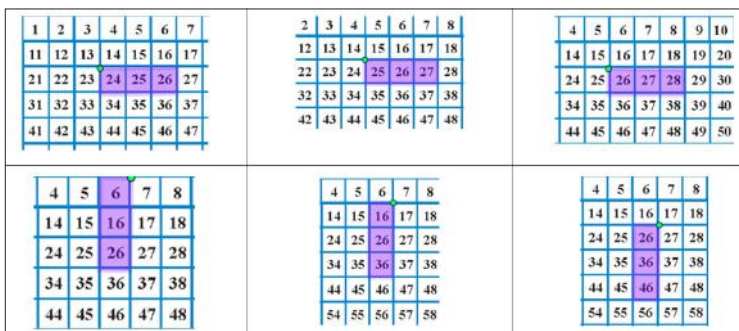 1 2 3 4 5 6 7
11 12 13 14 15 16 17
21 22 23 24 25 26 27
31 32 33 34 35 36 37
41 42 43 44 45 46 47
2 3 4 5 6 7 8
12 13 14 15 16 17 18
22 23 24 25 26 27 28
32 33 34 35 36 37 38
42 43 44 45 46 47 48
4 5 6 7 8 9 10
14 15 16 17 18 19 20
24 25 26 27 28 29 30
34 35 36 37 38 39 40
44 45 46 47 48 49 50
4 5 6 7 8
14 15 16 17 18
24 25 26 27 28
34 35 36 37 38
44 45 46 47 48
4 5 6 7 8
14 15 16 17 18
24 25 26 27 28
34 35 36 37 38
44 45 46 47 48
54 55 56 57 58
4 5 6 7 8
14 15 16 17 18
24 25 26 27 28
34 35 36 37 38
44 45 46 47 48
54 55 56 57 58